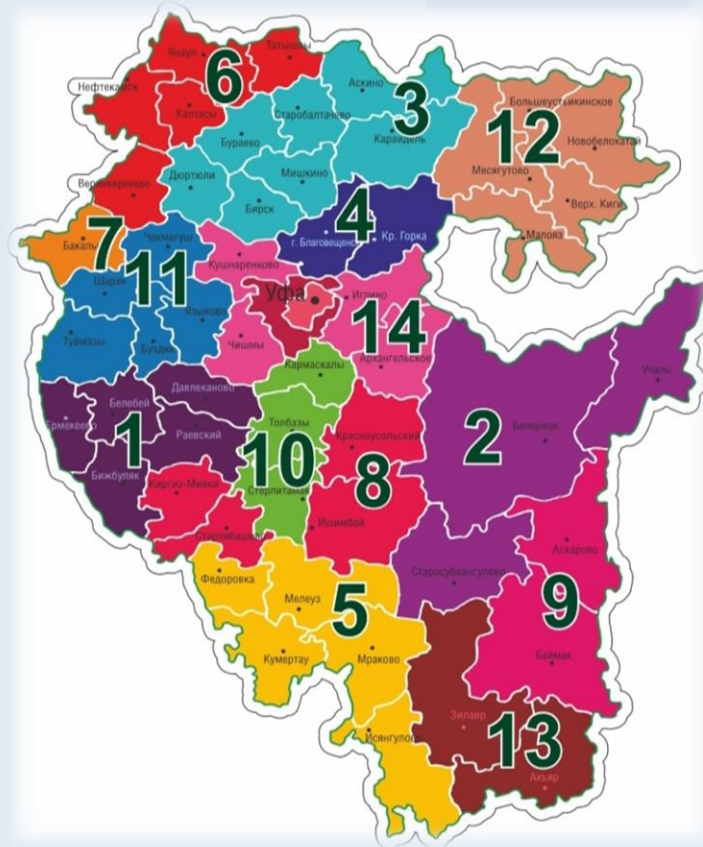 Янаул
Татышлы
6
Нефтекамск
Аскино
Калтасы
Старобалтачево
3
Большеустьикинское
Бураево
Караидель
12
Новобелокатай
Верхнеяркеево
Дюртюли
Мишкино
Месягутово
Бирск
4
Верх. Киги
7
Бакалы
Чекмагуш
г. Благовещенск
Кр. Горка
Малояз
11
Кушнаренково
Шаран
Уфа
Иглино
Языково
14
Туймазы
Буздяк
Чишмы
Архангельское
Кармаскалы
Учалы
Давлеканово
Белебей
Ермекеево
Толбазы
2
Белорецк
1
Раевский
10
Красноусольский
Бижбуляк
8
Киргиз-Мияки
Стерлитамак
Ишимбай
Стерлибашево
Аскарово
Федоровка
Старосубхангулово
5
9
Мелеуз
Кумертау
Мраково
Баймак
Зилаир
Исянгулово
13
Акъяр